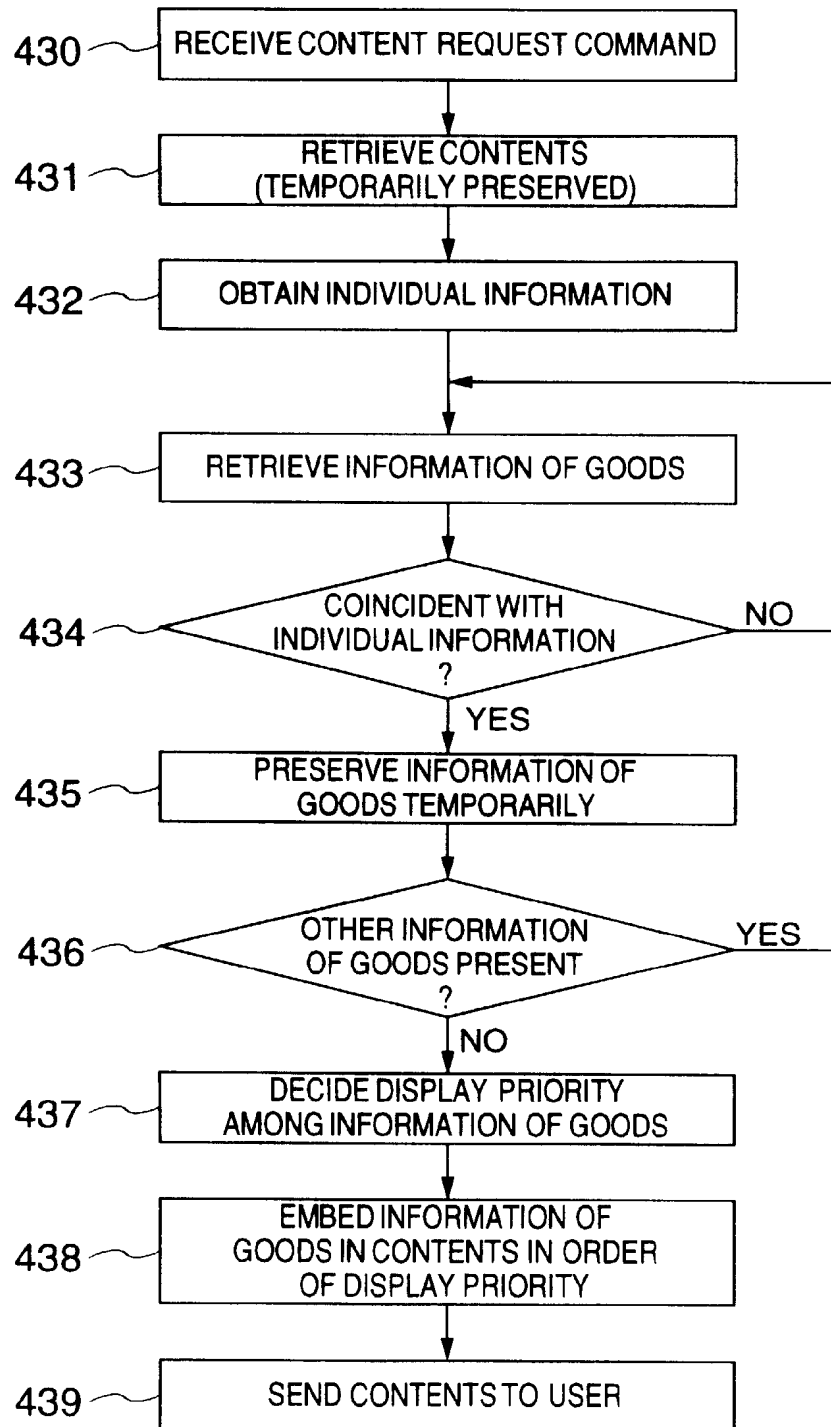 430
RECEIVE CONTENT REQUEST COMMAND
431
RETRIEVE CONTENTS
(TEMPORARILY PRESERVED)
432
OBTAIN INDIVIDUAL INFORMATION
433
RETRIEVE INFORMATION OF GOODS
434
COINCIDENT WITH
INDIVIDUAL INFORMATION
?
NO
YES
435
PRESERVE INFORMATION OF
GOODS TEMPORARILY
436
OTHER INFORMATION
OF GOODS PRESENT
?
YES
NO
437
DECIDE DISPLAY PRIORITY
AMONG INFORMATION OF GOODS
438
EMBED INFORMATION OF
GOODS IN CONTENTS IN ORDER
OF DISPLAY PRIORITY
439
SEND CONTENTS TO USER